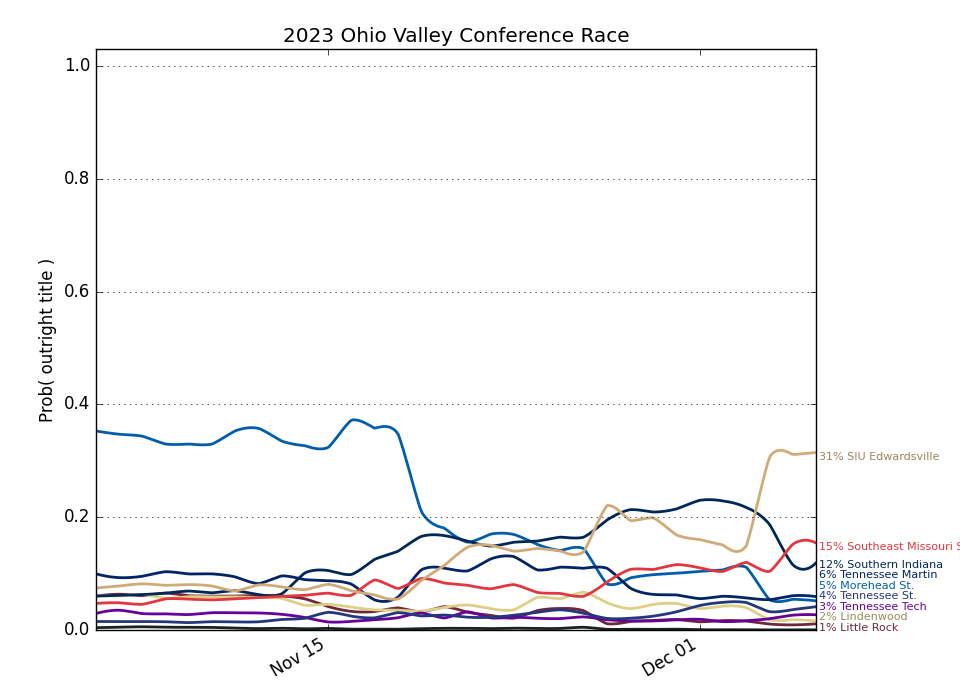 2023 Ohio Valley Conference Race
Prob( outright title )
1.0
0.8
0.6
0.4
0.2
0.0
Nov 15
Dec 01
31% SIU Edwardsville
15% Southeast Missouri S
12% Southern Indiana
6% Tennessee Martin
5% Morehead St.
4% Tennessee St.
3% Tennessee Tech
2% Lindenwood
1% Little Rock